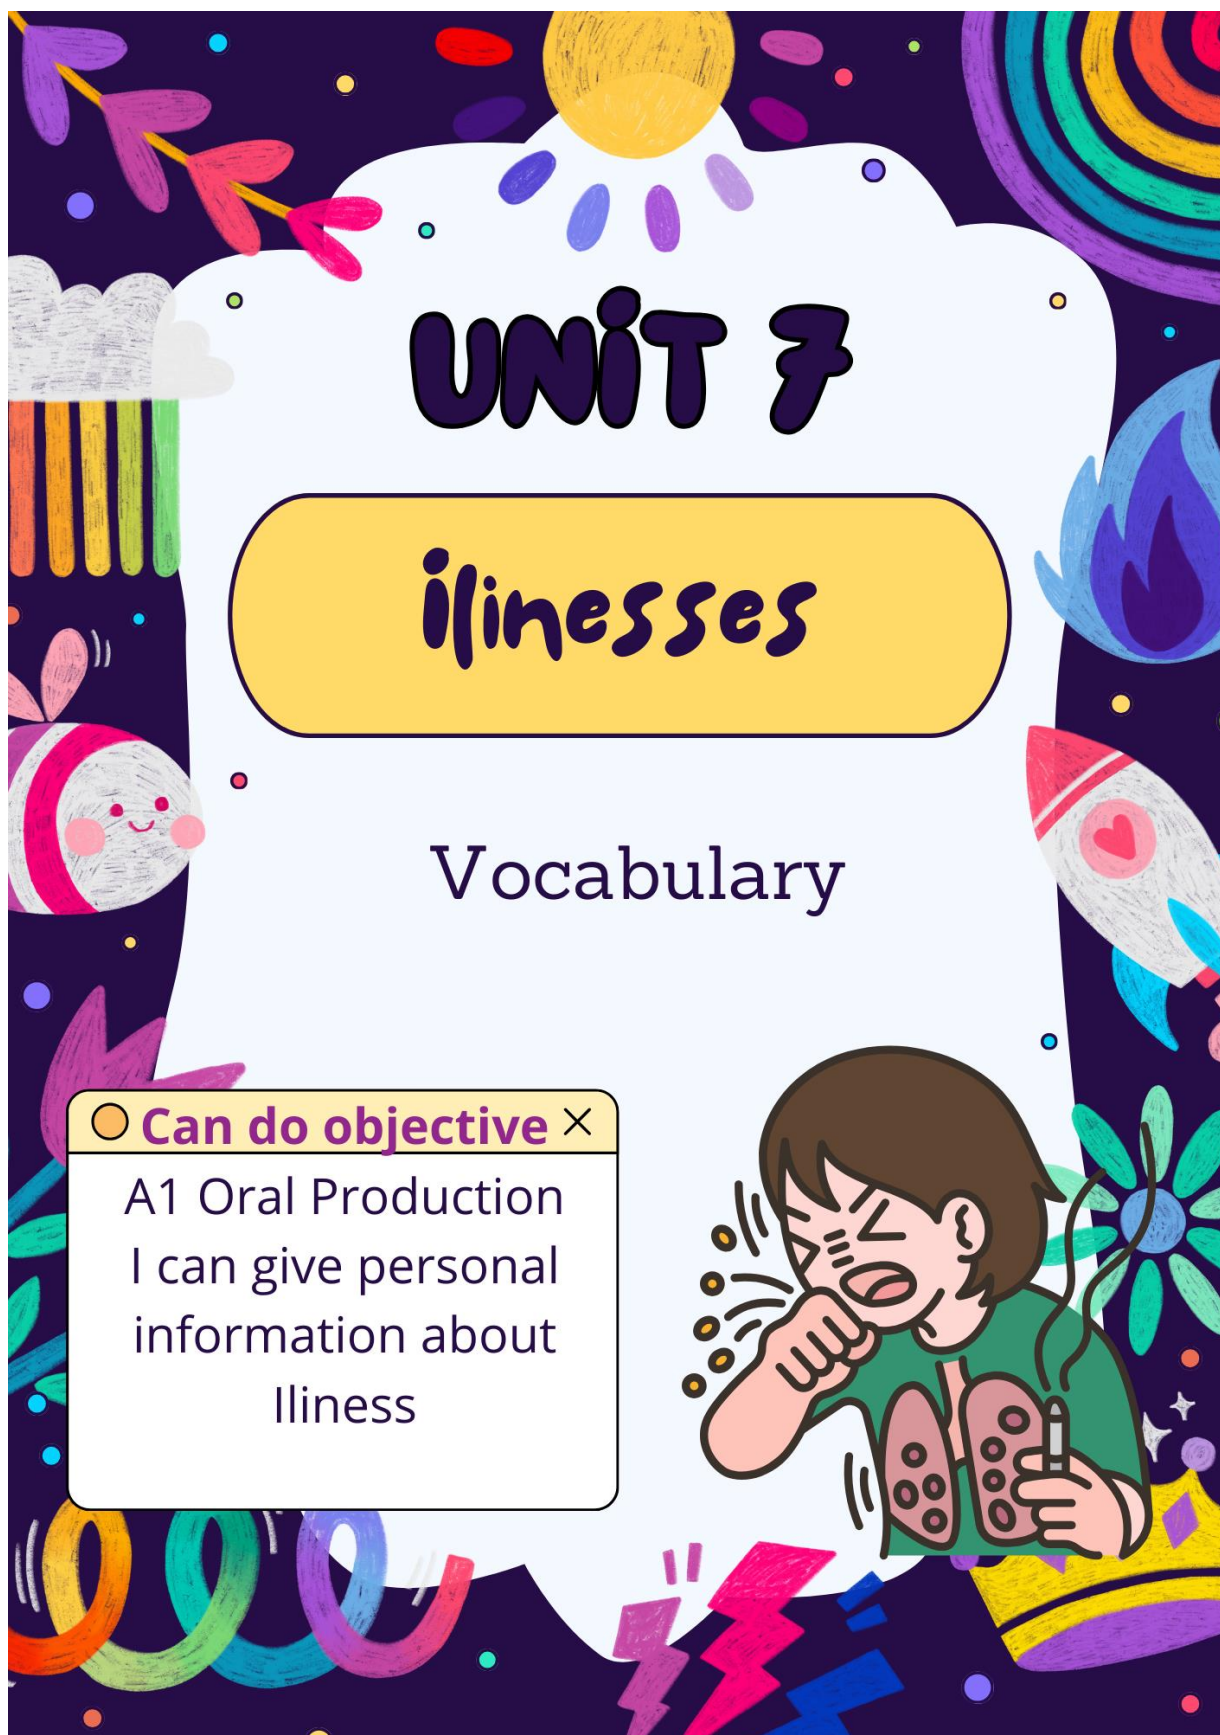 UNIT 7
ilinesses
Vocabulary
Can do objective
A1 Oral Production
I can give personal
information about
Iliness